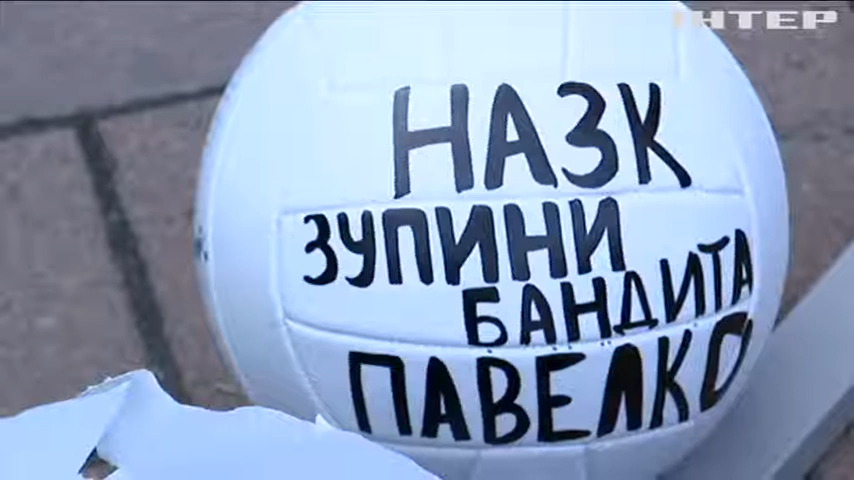 ІНТЕР
НАЗК
ЗУПИНИ
БАНДИТА
ПАВЕЛКО